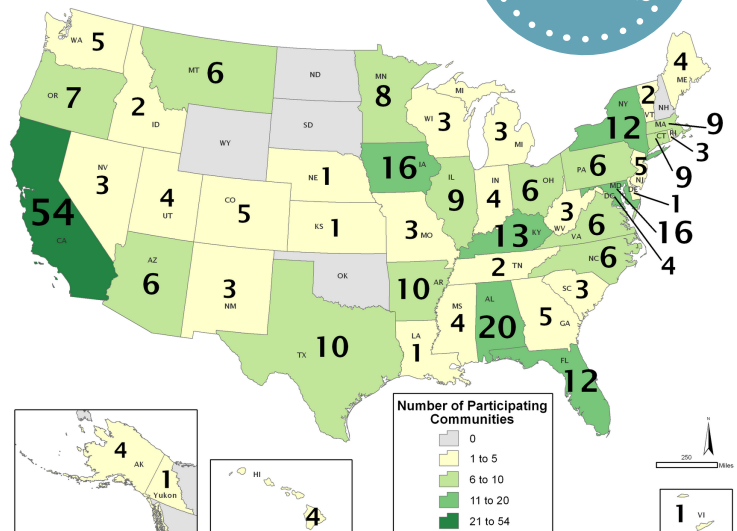 WA 5
MT 6
ND
MN 8
OR 7
2 ID
SD
WY
WI 3
MI
3 MI
4 ME
2 VT
NH
NY 12
MA 9
RI 3
CT 9
16 IA
NE 1
NV 3
4 UT
CO 5
KS 1
IL 9
IN 4
6 OH
PA 6
5 NJ
DE 1
MD 16
DC 4
3 WV
6 VA
54 CA
3 MO
13 KY
2 TN
NC 6
AZ 6
3 NM
OK
10 AR
MS 4
AL 20
5 GA
SC 3
TX 10
LA 1
FL 12
4 AK
1 Yukon
HI 4
Number of Participating
Communities
0
1 to 5
6 to 10
11 to 20
21 to 54
N
250
Miles
1 VI